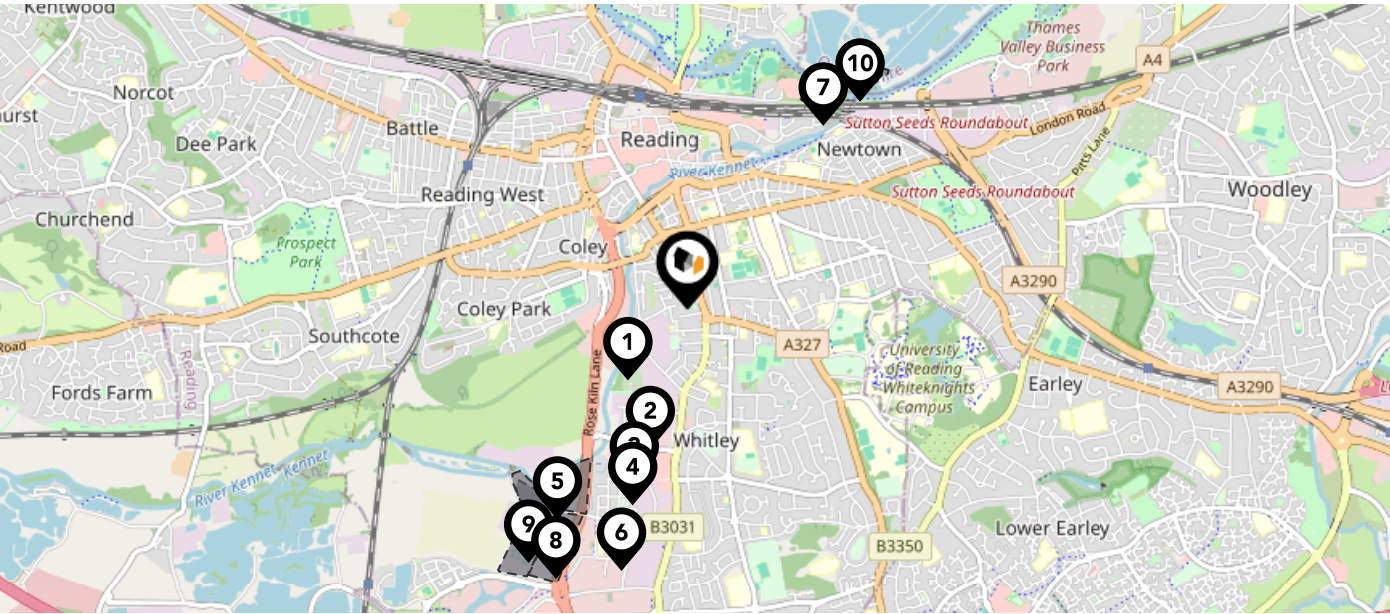 Kentwood
Thames
Valley Business
Park
A4
10
7
Norcot
hurst
Battle
Dee Park
Reading
London Road
Sutton Seeds Roundabout
Newtown
Pitts Lane
River Kennet
Reading West
Sutton Seeds Roundabout
Woodley
Churchend
Prospect
Park
Coley
A3290
Coley Park
Southcote
Road
1
A327
University
of Reading
Whiteknights
Campus
Reading
Fords Farm
Rose Kiln Lane
Earley
A3290
2
3
Whitley
4
River Kennet
Kennet
5
9
8
6
B3031
Lower Earley
B3350